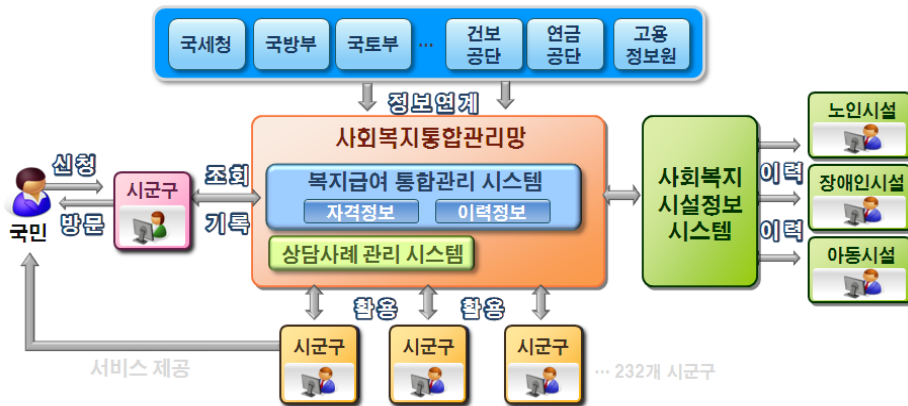 국세청
국방부
국토부
...
건보
공단
연금
공단
고용
정보원
정보연계
사회복지통합관리망
복지급여 통합관리 시스템
자격정보
이력정보
상담사례 관리 시스템
신청
방문
국민
시군구
조회
기록
사회복지
시설정보
시스템
노인시설
이력
장애인시설
이력
아동시설
활용
활용
시군구
시군구
시군구
서비스 제공
... 232개 시군구